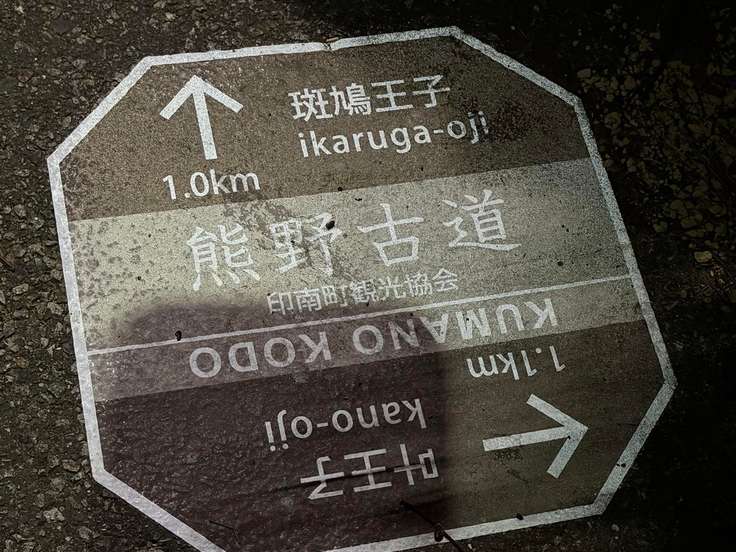 斑鳩王子
ikaruga-oji
1.0km
熊野古道
印南町観光協会
KUMANO KODO
1.1km
kano-oji
叶王子